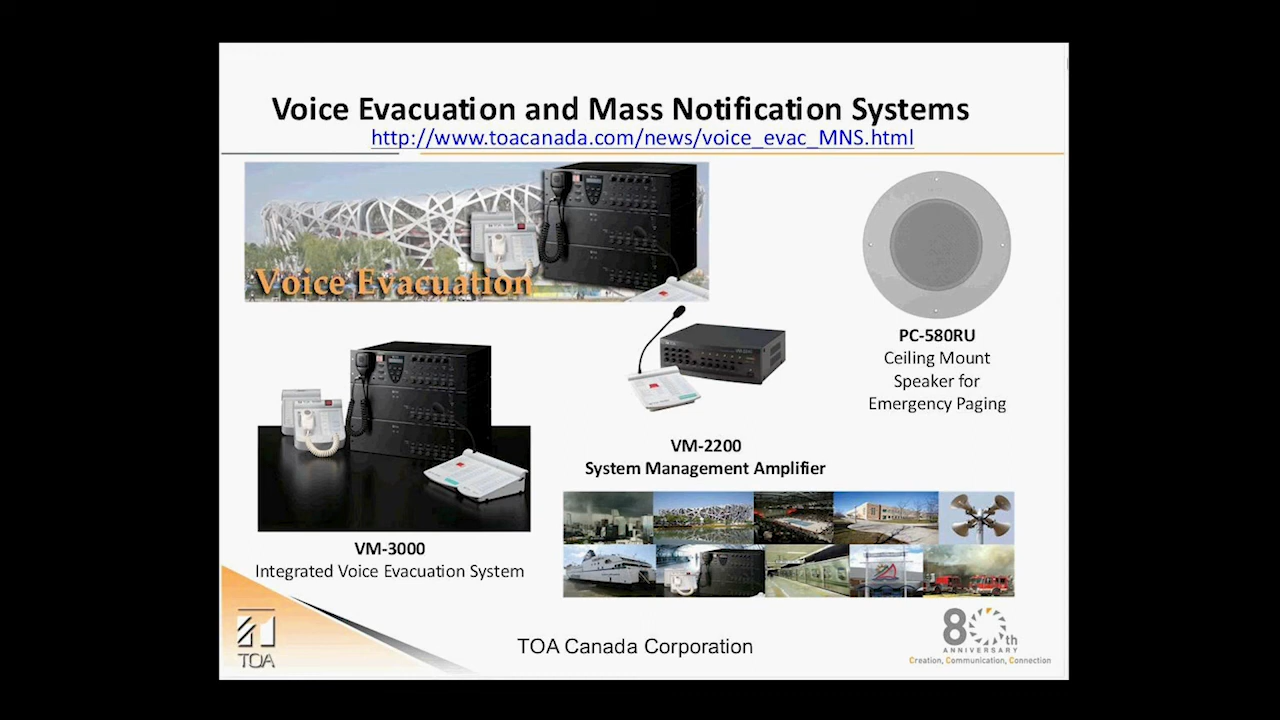 Voice Evacuation and Mass Notification Systems
http://www.toacanada.com/news/voice_evac_MNS.html
Voice Evacuation
PC-580RU
Ceiling Mount
Speaker for
Emergency Paging
VM-2200
System Management Amplifier
VM-3000
Integrated Voice Evacuation System
TOA
TOA Canada Corporation
80th
ANNIVERSARY
Creation, Communication, Connection